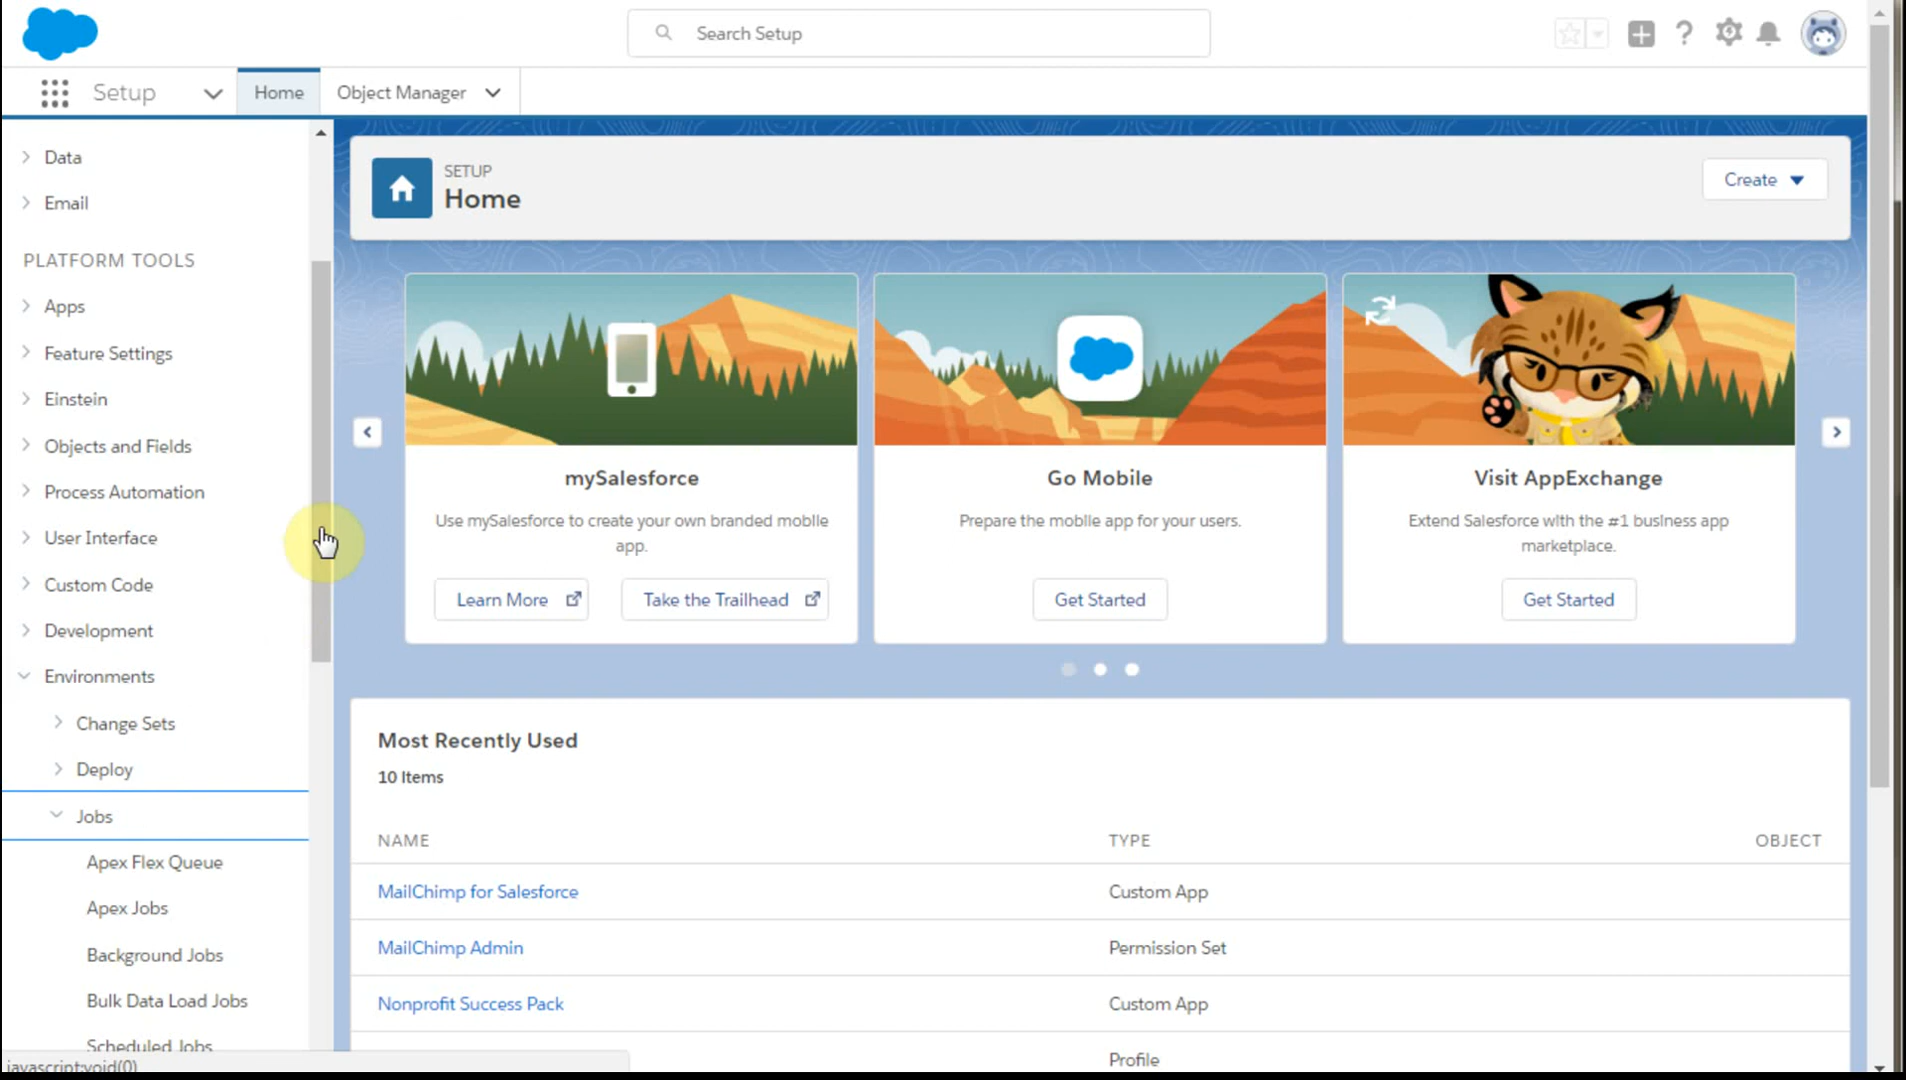 Search Setup
Setup
Home
Object Manager
Data
Email
PLATFORM TOOLS
Apps
Feature Settings
Einstein
Objects and Fields
Process Automation
User Interface
Custom Code
Development
Environments
Change Sets
Deploy
Jobs
Apex Flex Queue
Apex Jobs
Background Jobs
Bulk Data Load Jobs
Scheduled Jobs
javascript:void(0)
SETUP
Home
Create
mySalesforce
Use mySalesforce to create your own branded mobile
app.
Learn More
Take the Trailhead
Go Mobile
Prepare the mobile app for your users.
Get Started
Visit AppExchange
Extend Salesforce with the #1 business app
marketplace.
Get Started
Most Recently Used
10 Items
NAME TYPE OBJECT
MailChimp for Salesforce Custom App
MailChimp Admin Permission Set
Nonprofit Success Pack Custom App
Profile